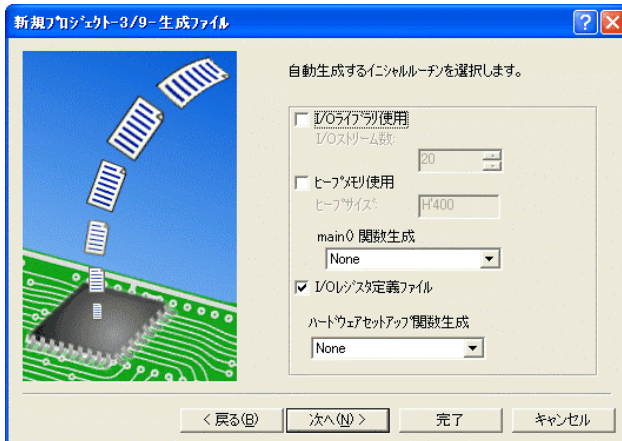 新規プロジェクト-3/9-生成ファイル
自動生成するイニシャルルーチンを選択します。
I/Oライブラリ使用
I/Oストリーム数:
20
ヒープメモリ使用
ヒープサイズ:
H'400
main() 関数生成
None
I/Oレジスタ定義ファイル
ハードウェアセットアップ関数生成
None
< 戻る(B)
次へ(N) >
完了
キャンセル